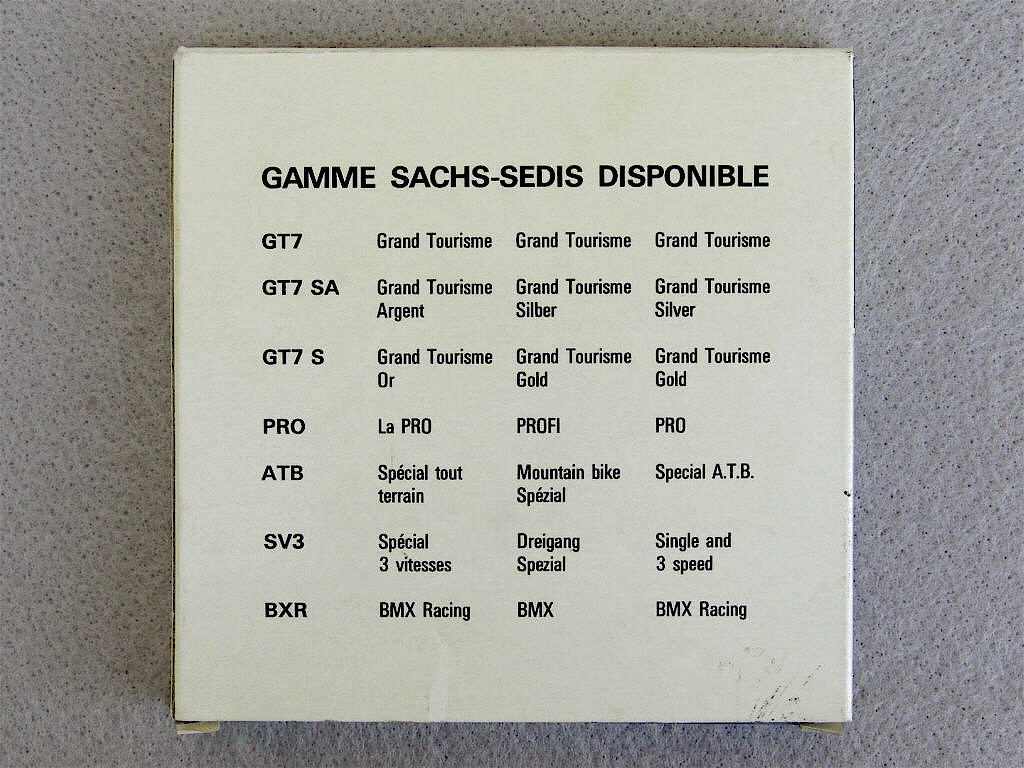 GAMME SACHS-SEDIS DISPONIBLE
GT7 Grand Tourisme Grand Tourisme Grand Tourisme
GT7 SA Grand Tourisme Grand Tourisme Grand Tourisme
Argent Silber Silver
GT7 S Grand Tourisme Grand Tourisme Grand Tourisme
Or Gold Gold
PRO La PRO PROFI PRO
ATB Spécial tout Mountain bike Special A.T.B.
terrain Spézial
SV3 Spécial Dreigang Single and
3 vitesses Spezial 3 speed
BXR BMX Racing BMX BMX Racing